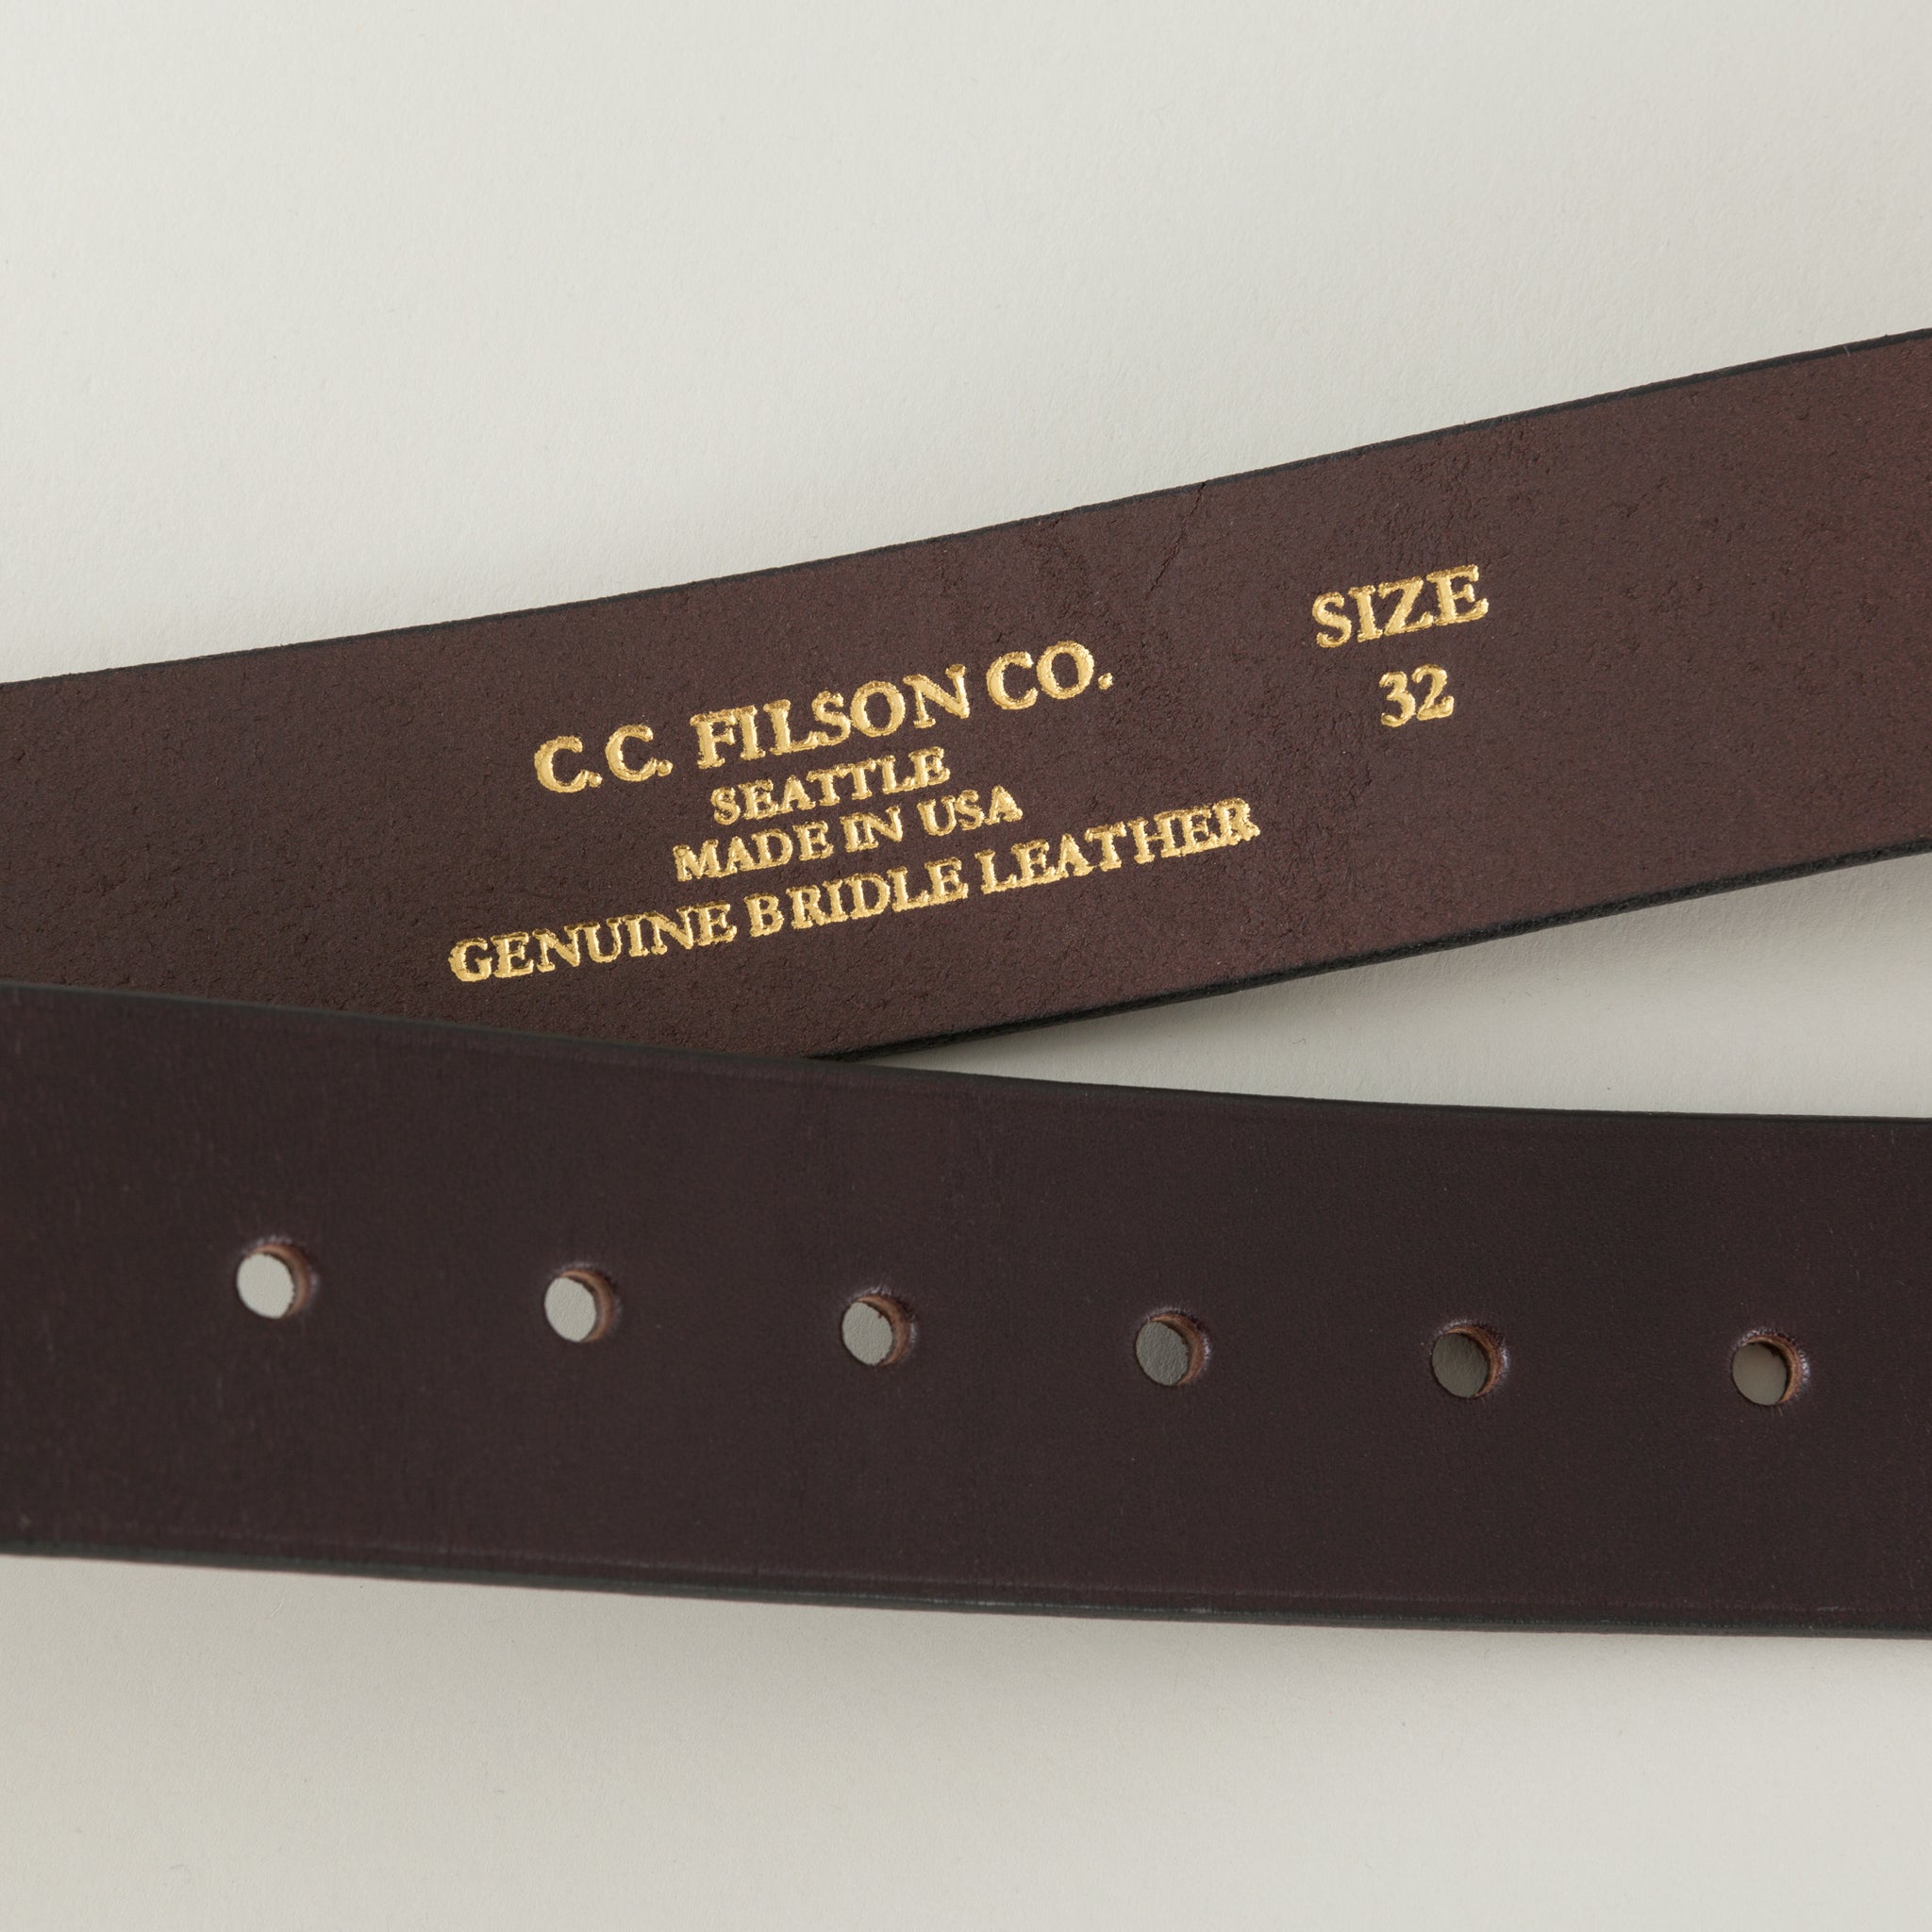 C.C. FILSON CO.
SEATTLE
MADE IN USA
GENUINE BRIDLE LEATHER
SIZE
32